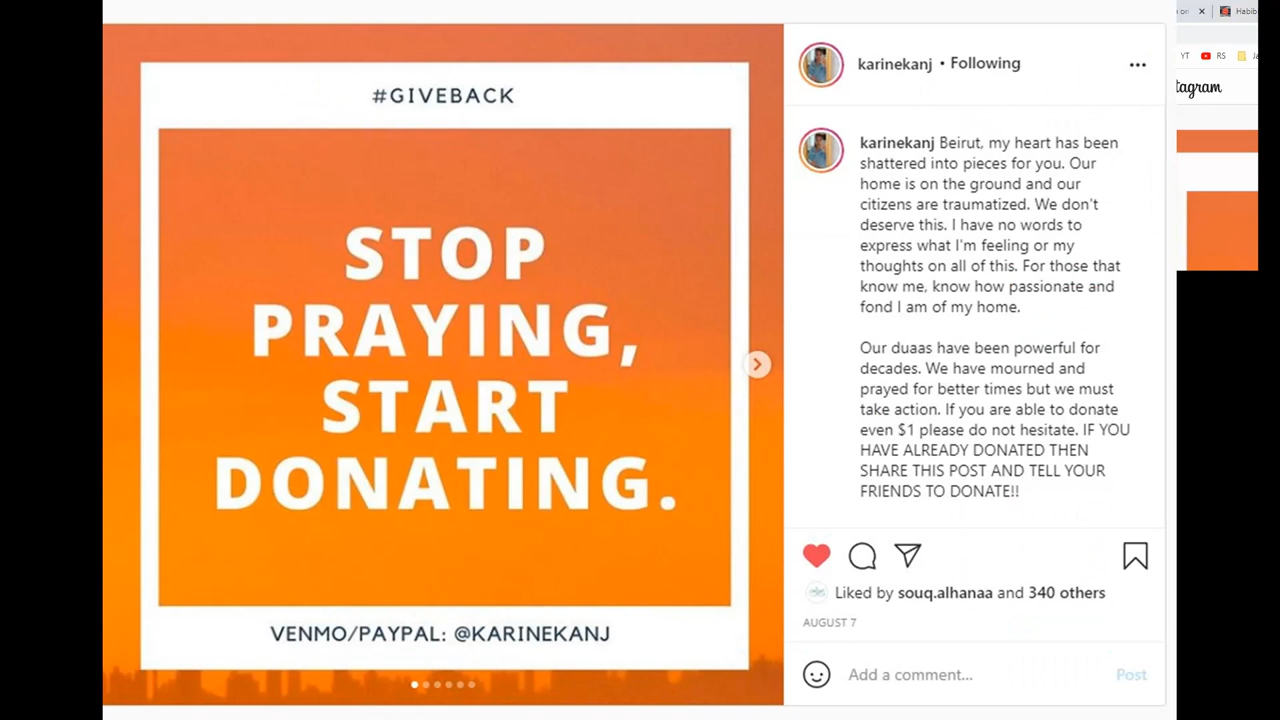 #GIVEBACK
STOP
PRAYING,
START
DONATING.
VENMO/PAYPAL: @KARINEKANJ
karinekanj • Following
karinekanj Beirut, my heart has been
shattered into pieces for you. Our
home is on the ground and our
citizens are traumatized. We don't
deserve this. I have no words to
express what I'm feeling or my
thoughts on all of this. For those that
know me, know how passionate and
fond I am of my home.
Our duaas have been powerful for
decades. We have mourned and
prayed for better times but we must
take action. If you are able to donate
even $1 please do not hesitate. IF YOU
HAVE ALREADY DONATED THEN
SHARE THIS POST AND TELL YOUR
FRIENDS TO DONATE!!
Liked by souq.alhanaa and 340 others
AUGUST 7
Add a comment... Post
Habib
YT RS
tagram